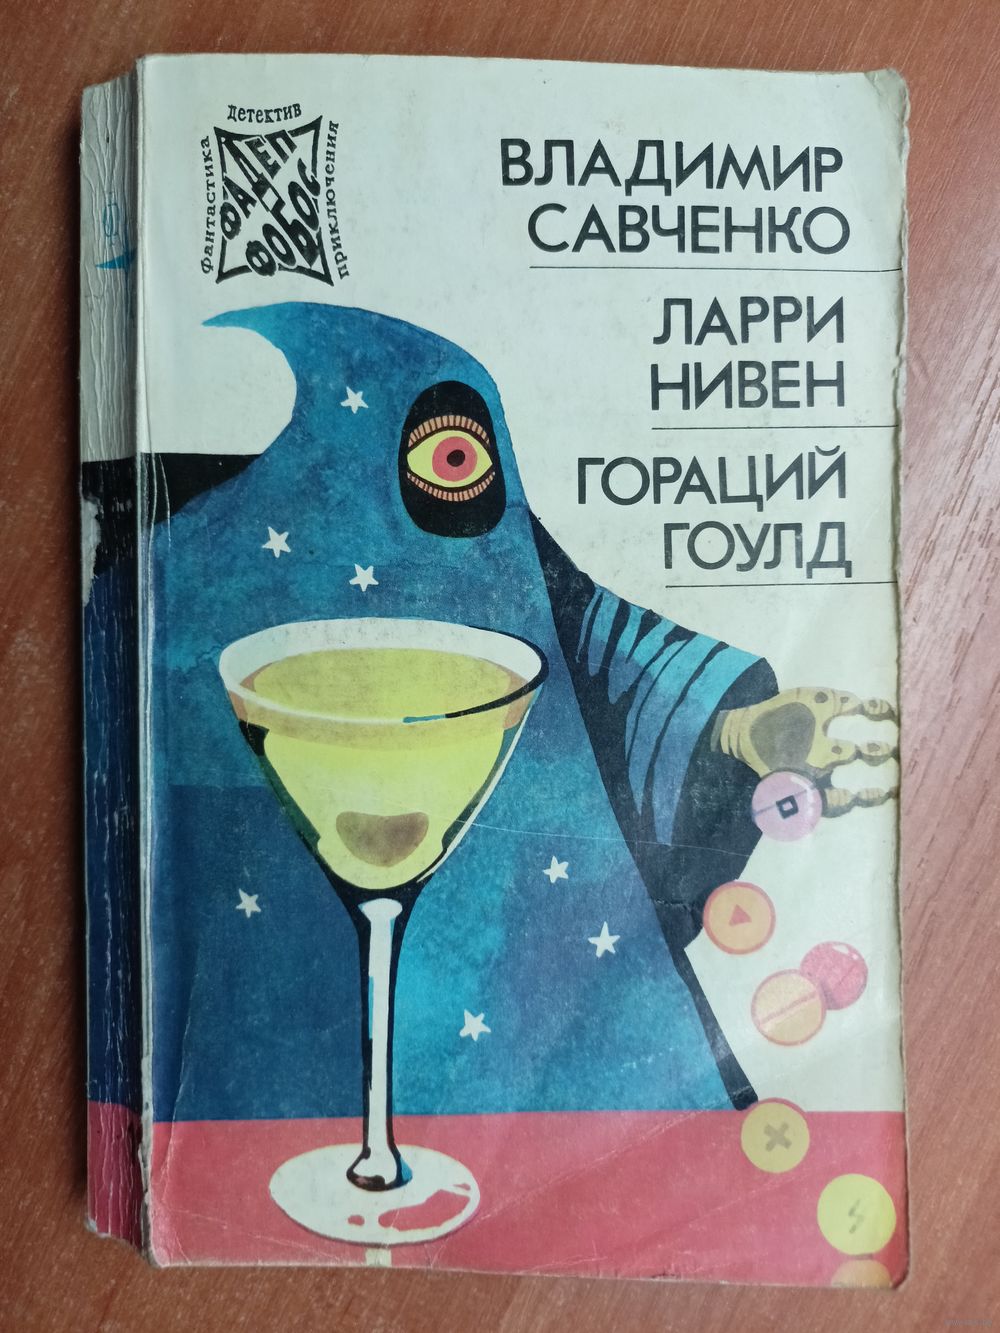 детектив
фантастика
ФАДЕП
ФОБОС
приключения
ВЛАДИМИР
САВЧЕНКО
ЛАРРИ
НИВЕН
ГОРАЦИЙ
ГОУЛД